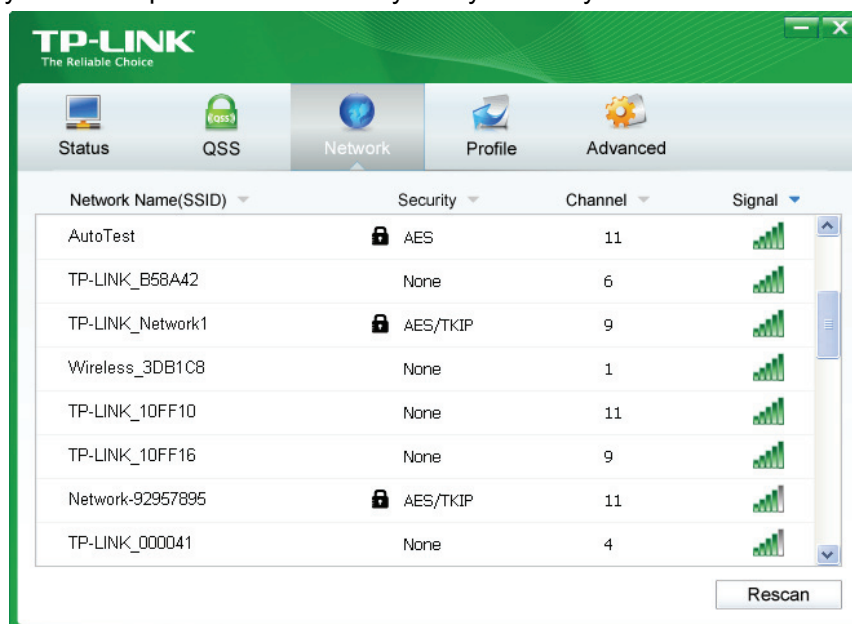 TP-LINK
The Reliable Choice
Status QSS Network Profile Advanced
Network Name(SSID) Security Channel Signal
AutoTest AES 11
TP-LINK_B58A42 None 6
TP-LINK_Network1 AES/TKIP 9
Wireless_3DB1C8 None 1
TP-LINK_10FF10 None 11
TP-LINK_10FF16 None 9
Network-92957895 AES/TKIP 11
TP-LINK_000041 None 4
Rescan